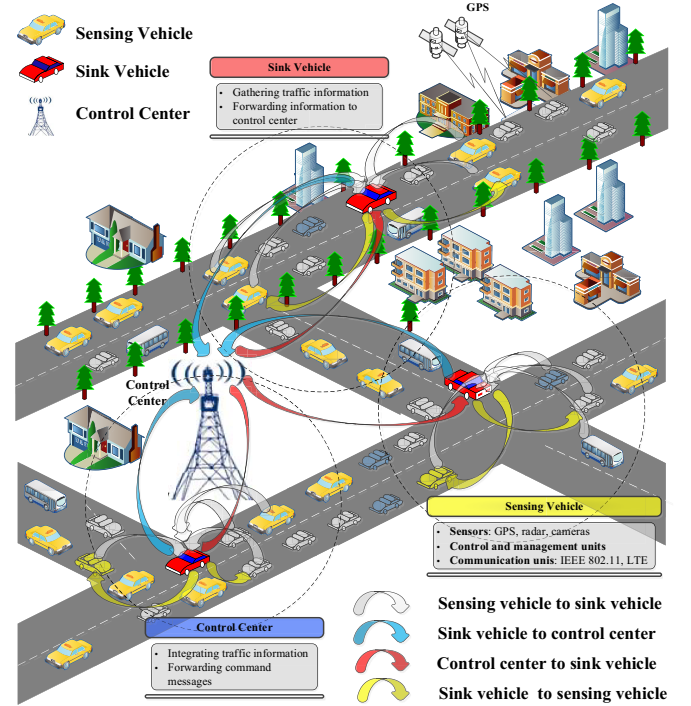 GPS
Sensing Vehicle
Sink Vehicle
Control Center
Sink Vehicle
• Gathering traffic information
• Forwarding information to
control center
Control
Center
Sensing Vehicle
• Sensors: GPS, radar, cameras
• Control and management units
• Communication unis: IEEE 802.11, LTE
Control Center
• Integrating traffic information
• Forwarding command
messages
Sensing vehicle to sink vehicle
Sink vehicle to control center
Control center to sink vehicle
Sink vehicle to sensing vehicle